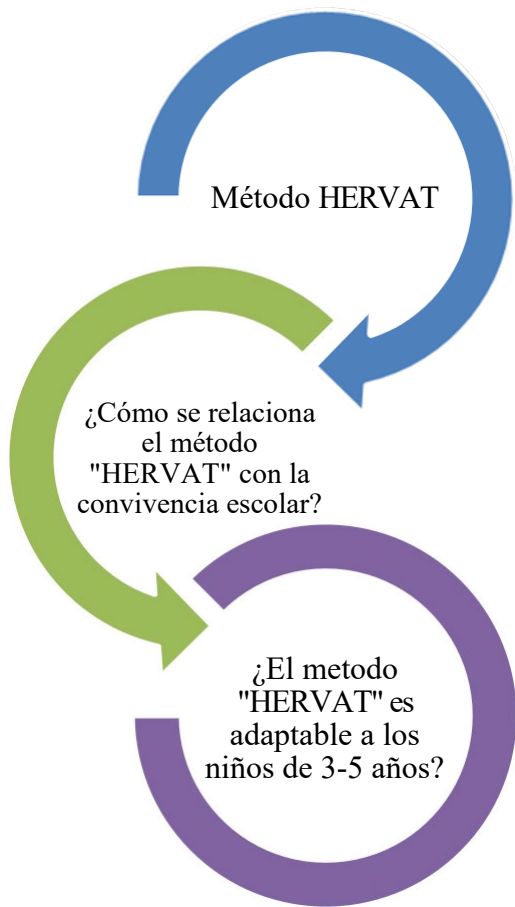 Método HERVAT
¿Cómo se relaciona
el método
"HERVAT" con la
convivencia escolar?
¿El metodo
"HERVAT" es
adaptable a los
niños de 3-5 años?